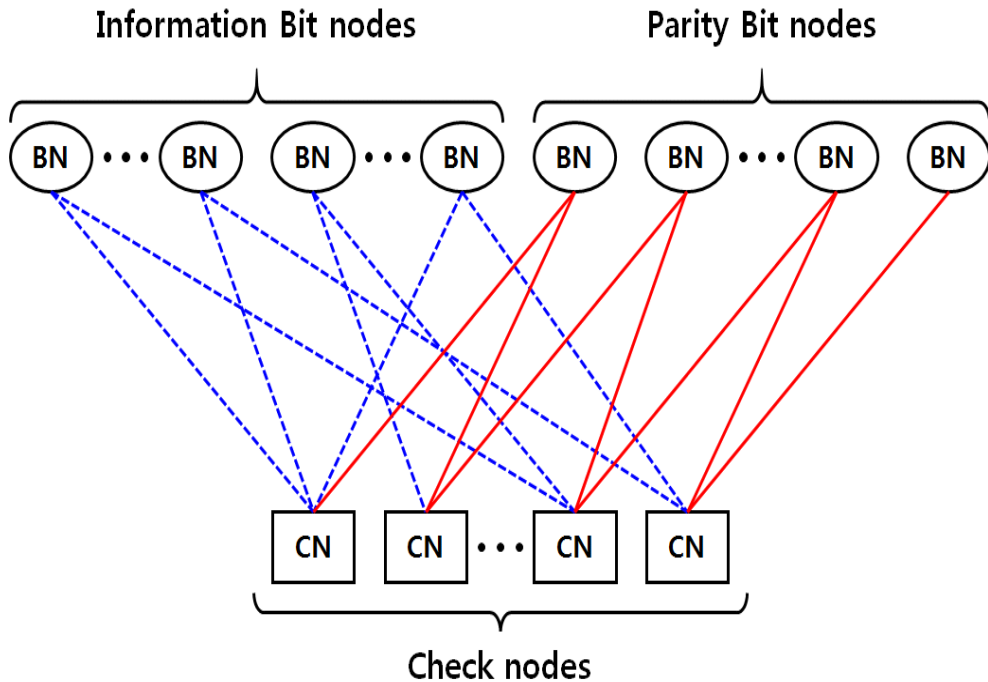 Information Bit nodes Parity Bit nodes
BN ••• BN BN ••• BN BN BN ••• BN BN
CN CN ••• CN CN
Check nodes